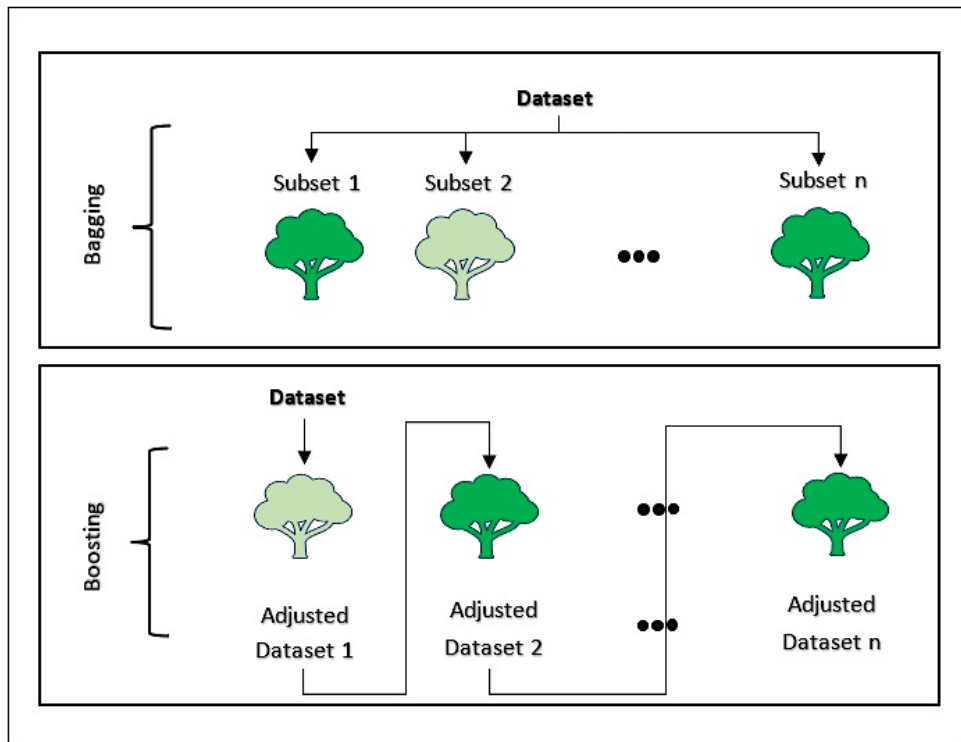 Bagging
Dataset
Subset 1
Subset 2
Subset n
Boosting
Dataset
Adjusted
Dataset 1
Adjusted
Dataset 2
Adjusted
Dataset n